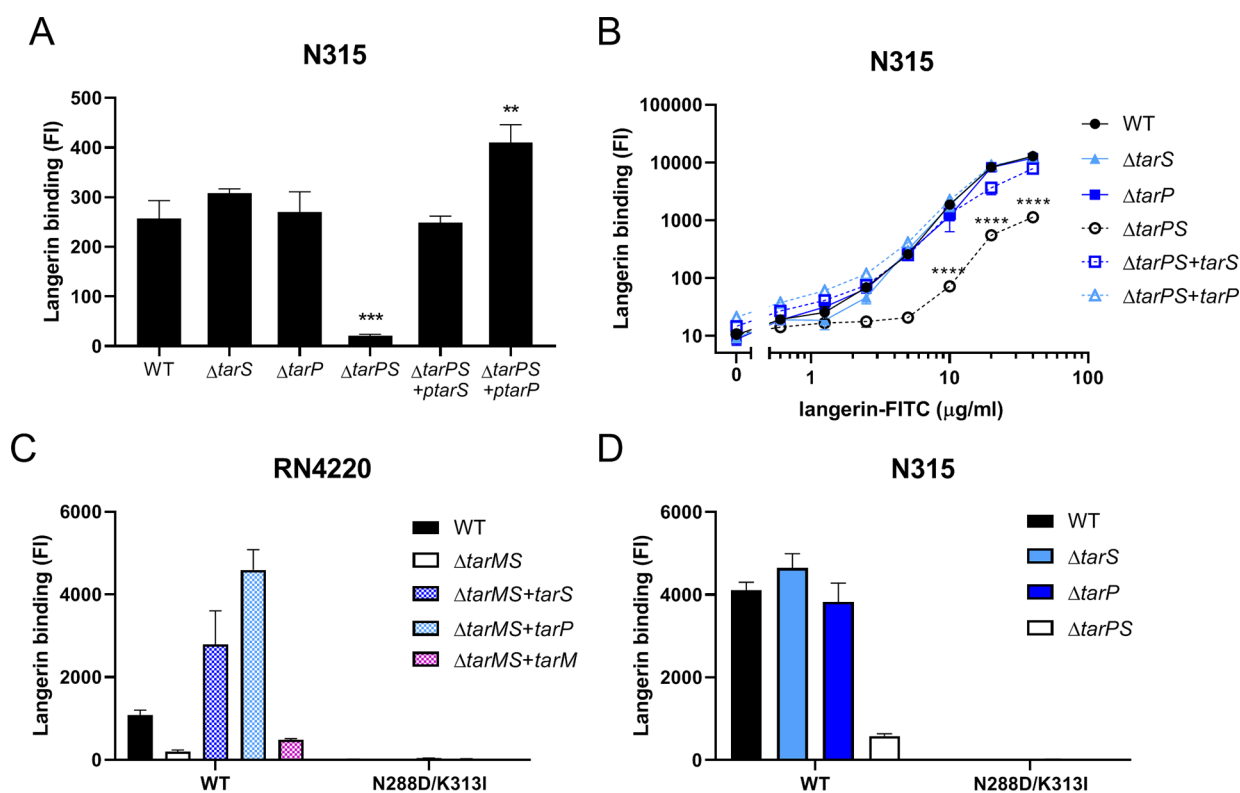 A
N315
Langerin binding (FI)
500
400
300
200
100
0
***
**
WT
ΔtarS
ΔtarP
ΔtarPS
ΔtarPS
+ptarS
ΔtarPS
+ptarP
B
N315
Langerin binding (FI)
100000
10000
1000
100
10
****
****
****
0
1
10
100
langerin-FITC (μg/ml)
WT
ΔtarS
ΔtarP
ΔtarPS
ΔtarPS+tarS
ΔtarPS+tarP
C
RN4220
Langerin binding (FI)
6000
4000
2000
0
WT
N288D/K313I
WT
ΔtarMS
ΔtarMS+tarS
ΔtarMS+tarP
ΔtarMS+tarM
D
N315
Langerin binding (FI)
6000
4000
2000
0
WT
N288D/K313I
WT
ΔtarS
ΔtarP
ΔtarPS